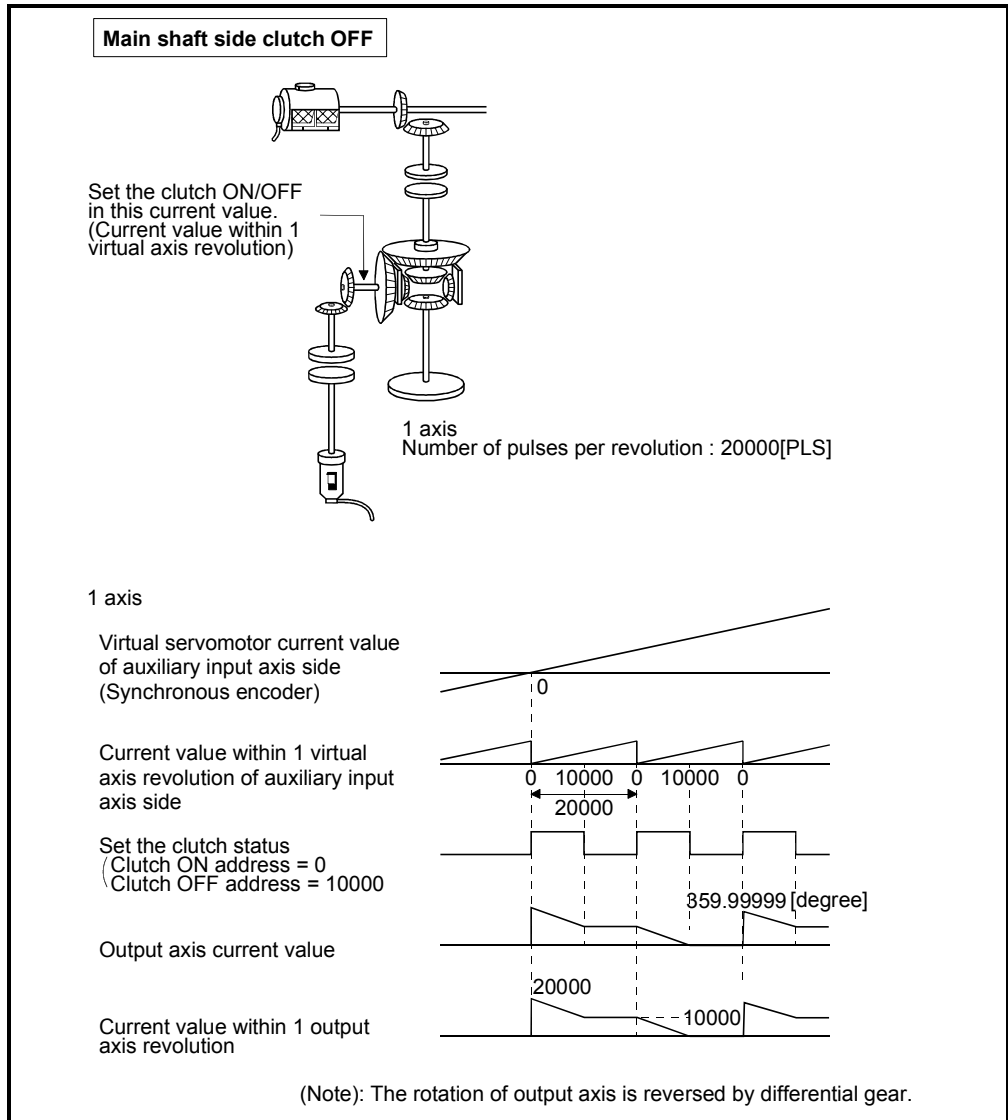 Main shaft side clutch OFF
Set the clutch ON/OFF
in this current value.
(Current value within 1
virtual axis revolution)
1 axis
Number of pulses per revolution : 20000[PLS]
1 axis
Virtual servomotor current value
of auxiliary input axis side
(Synchronous encoder)
0
Current value within 1 virtual
axis revolution of auxiliary input
axis side
0 10000 0 10000 0
20000
Set the clutch status
(Clutch ON address = 0
Clutch OFF address = 10000
359.99999 [degree]
Output axis current value
20000
10000
Current value within 1 output
axis revolution
(Note): The rotation of output axis is reversed by differential gear.